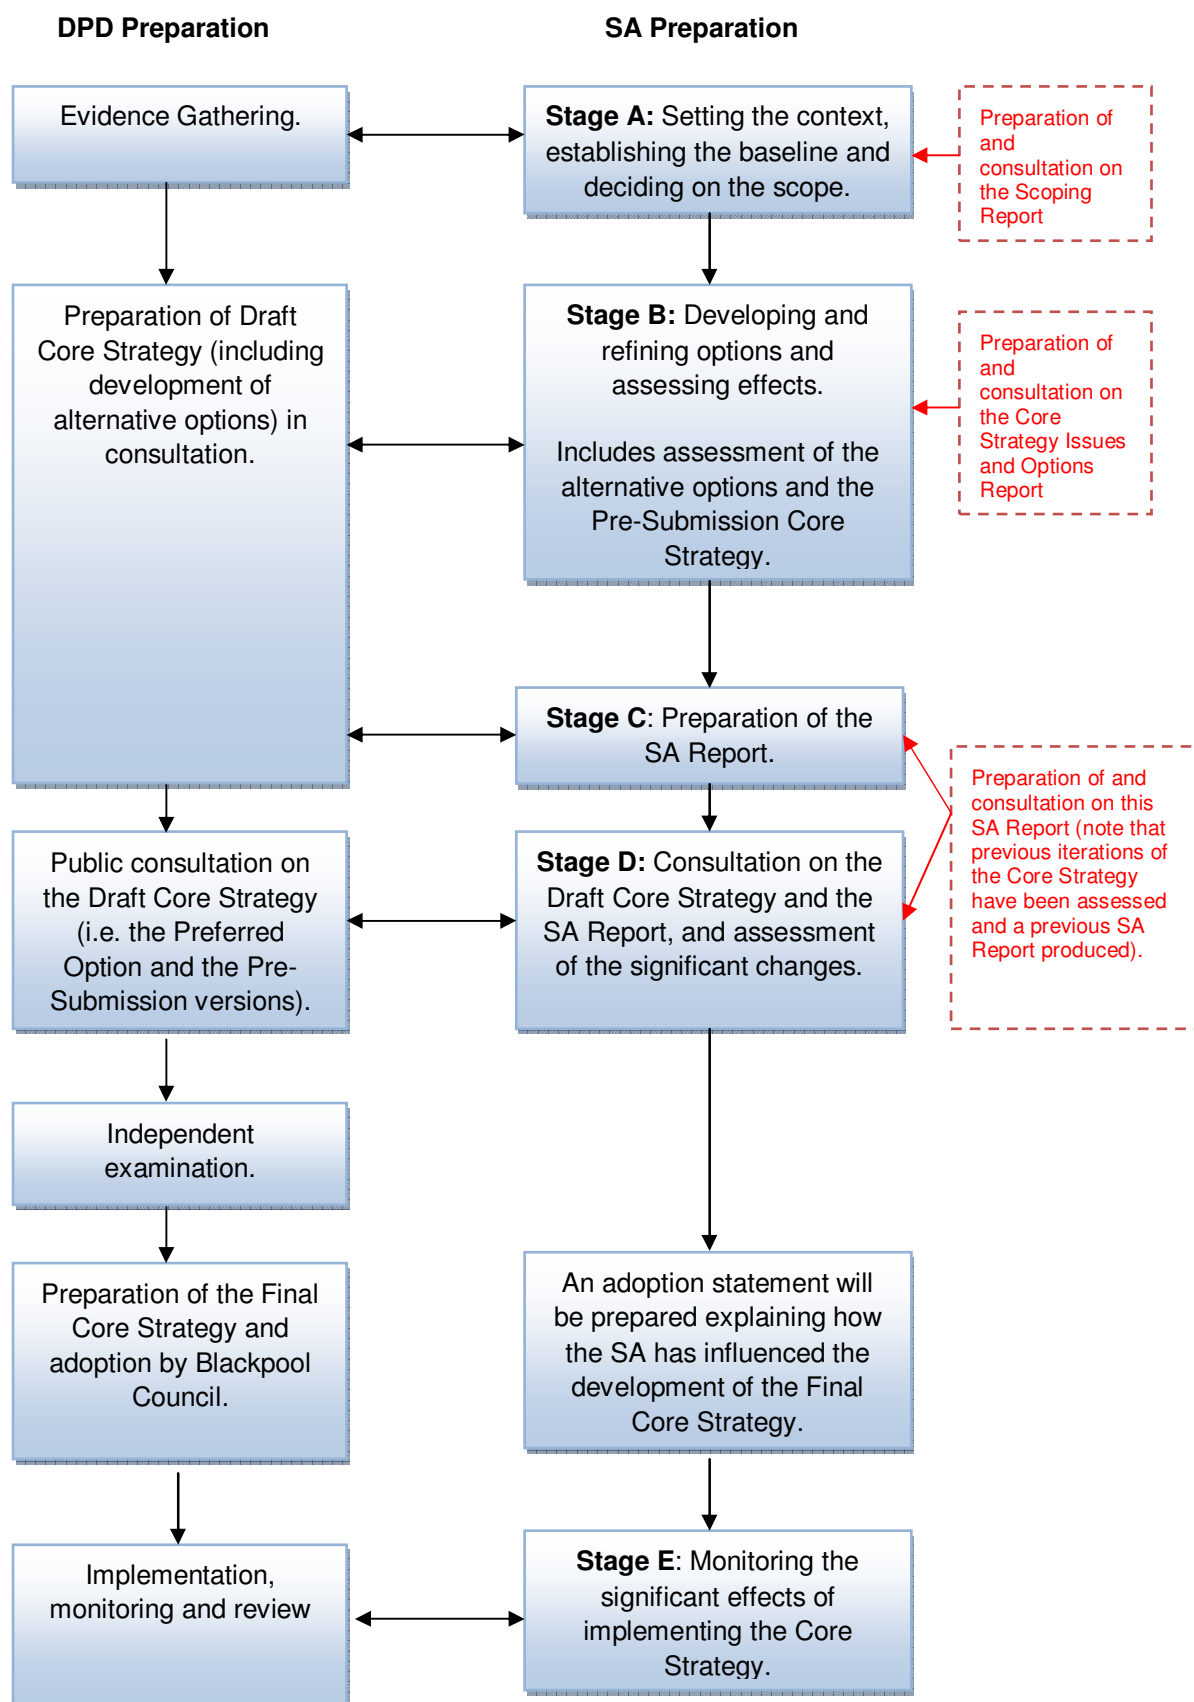 DPD Preparation
SA Preparation
Evidence Gathering.
Stage A: Setting the context,
establishing the baseline and
deciding on the scope.
Preparation of
and
consultation on
the Scoping
Report
Preparation of Draft
Core Strategy (including
development of
alternative options) in
consultation.
Stage B: Developing and
refining options and
assessing effects.
Includes assessment of the
alternative options and the
Pre-Submission Core
Strategy.
Preparation of
and
consultation on
the Core
Strategy Issues
and Options
Report
Stage C: Preparation of the
SA Report.
Preparation of and
consultation on this
SA Report (note that
previous iterations of
the Core Strategy
have been assessed
and a previous SA
Report produced).
Public consultation on
the Draft Core Strategy
(i.e. the Preferred
Option and the Pre-
Submission versions).
Stage D: Consultation on the
Draft Core Strategy and the
SA Report, and assessment
of the significant changes.
Independent
examination.
Preparation of the Final
Core Strategy and
adoption by Blackpool
Council.
An adoption statement will
be prepared explaining how
the SA has influenced the
development of the Final
Core Strategy.
Implementation,
monitoring and review
Stage E: Monitoring the
significant effects of
implementing the Core
Strategy.